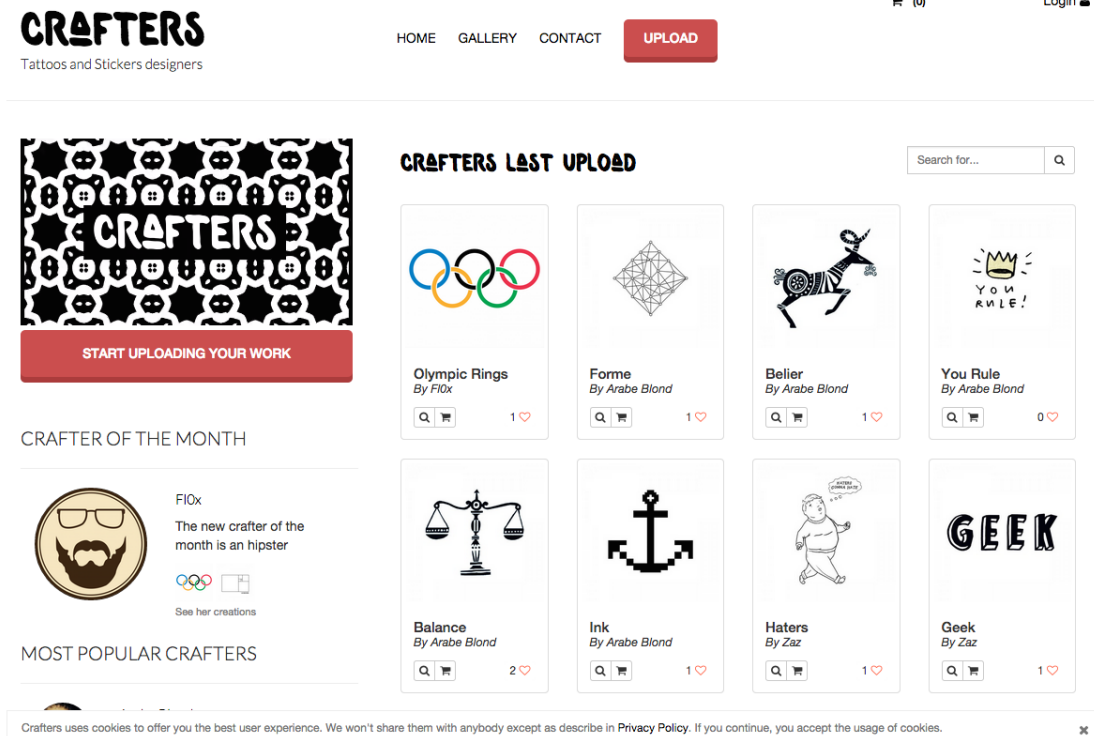 CRAFTERS
Tattoos and Stickers designers
HOME GALLERY CONTACT UPLOAD
(0)
Login
CRAFTERS
START UPLOADING YOUR WORK
CRAFTER OF THE MONTH
Fl0x
The new crafter of the
month is an hipster
See her creations
MOST POPULAR CRAFTERS
CRAFTERS LAST UPLOAD
Search for...
Olympic Rings
By Fl0x
1
Forme
By Arabe Blond
1
Belier
By Arabe Blond
1
YOU
RULE!
You Rule
By Arabe Blond
0
Balance
By Arabe Blond
2
Ink
By Arabe Blond
1
HATERS
GONNA HATE
Haters
By Zaz
1
GEEK
Geek
By Zaz
1
Crafters uses cookies to offer you the best user experience. We won't share them with anybody except as describe in Privacy Policy. If you continue, you accept the usage of cookies.